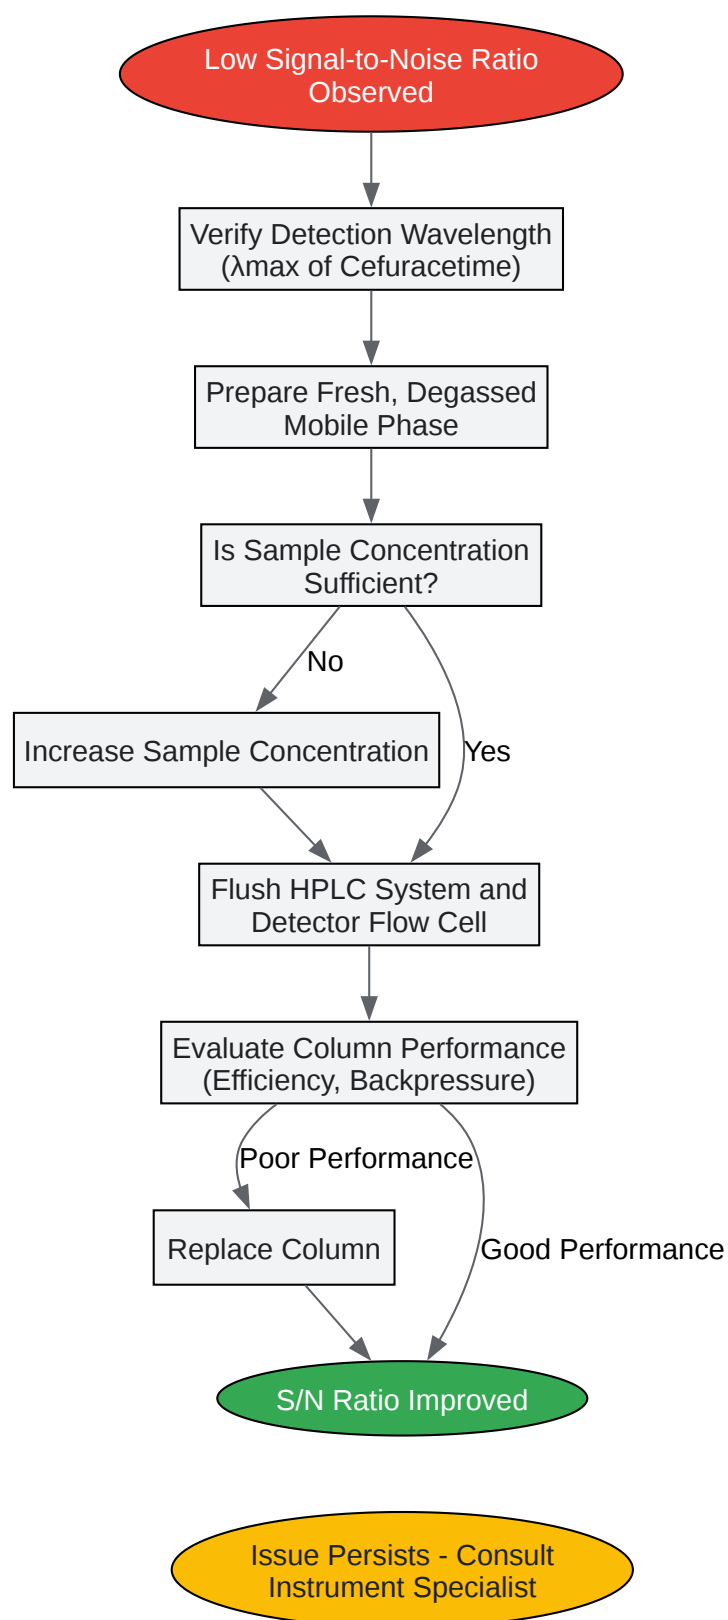 Low Signal-to-Noise Ratio
Observed
Verify Detection Wavelength
(λmax of Cefuracetime)
Prepare Fresh, Degassed
Mobile Phase
Is Sample Concentration
Sufficient?
No
Increase Sample Concentration
Yes
Flush HPLC System and
Detector Flow Cell
Evaluate Column Performance
(Efficiency, Backpressure)
Poor Performance
Replace Column
Good Performance
S/N Ratio Improved
Issue Persists - Consult
Instrument Specialist